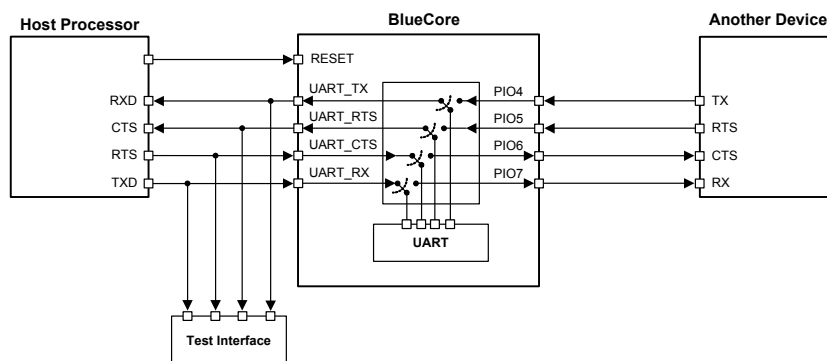 Host Processor
BlueCore
Another Device
RESET
RXD
UART_TX
PIO4
TX
CTS
UART_RTS
PIO5
RTS
RTS
UART_CTS
PIO6
CTS
TXD
UART_RX
PIO7
RX
UART
Test Interface